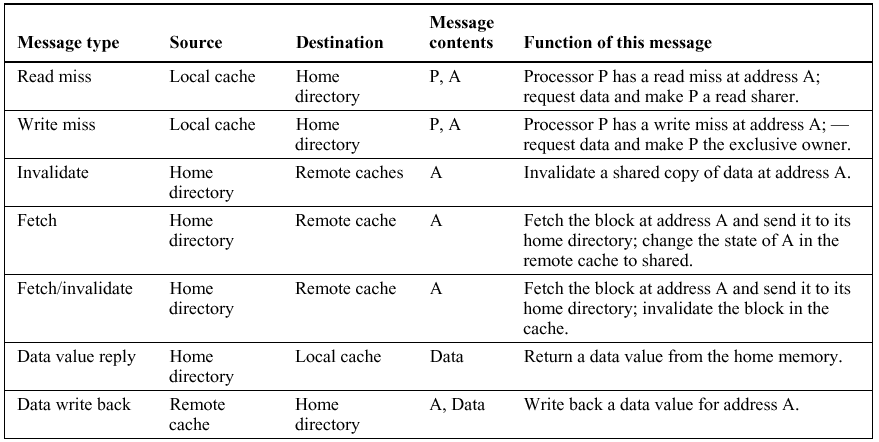 Message type Source Destination Message contents Function of this message
Read miss Local cache Home directory P, A Processor P has a read miss at address A;
request data and make P a read sharer.
Write miss Local cache Home directory P, A Processor P has a write miss at address A; —
request data and make P the exclusive owner.
Invalidate Home directory Remote caches A Invalidate a shared copy of data at address A.
Fetch Home directory Remote cache A Fetch the block at address A and send it to its
home directory; change the state of A in the
remote cache to shared.
Fetch/invalidate Home directory Remote cache A Fetch the block at address A and send it to its
home directory; invalidate the block in the
cache.
Data value reply Home directory Local cache Data Return a data value from the home memory.
Data write back Remote cache Home directory A, Data Write back a data value for address A.